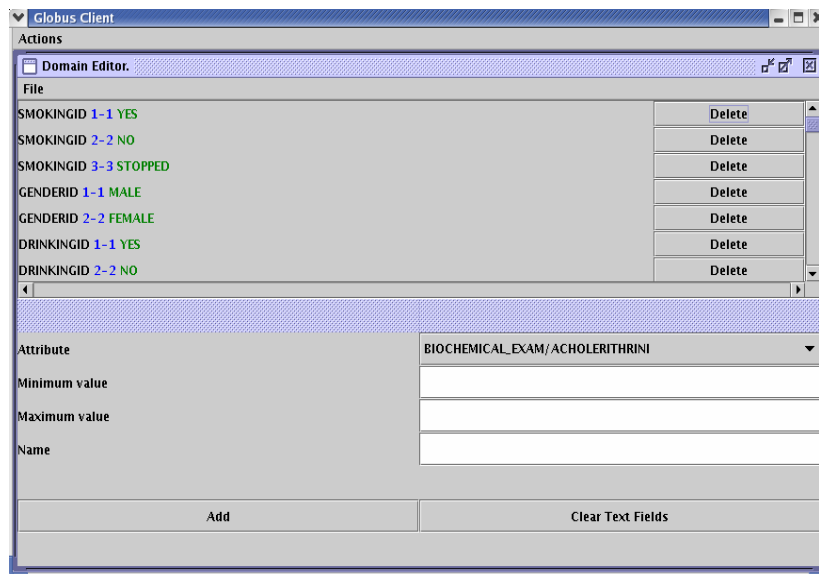 Globus Client
Actions
Domain Editor.
File
SMOKINGID 1-1 YES Delete
SMOKINGID 2-2 NO Delete
SMOKINGID 3-3 STOPPED Delete
GENDERID 1-1 MALE Delete
GENDERID 2-2 FEMALE Delete
DRINKINGID 1-1 YES Delete
DRINKINGID 2-2 NO Delete
Attribute BIOCHEMICAL_EXAM/ACHOLERITHRINI
Minimum value
Maximum value
Name
Add Clear Text Fields